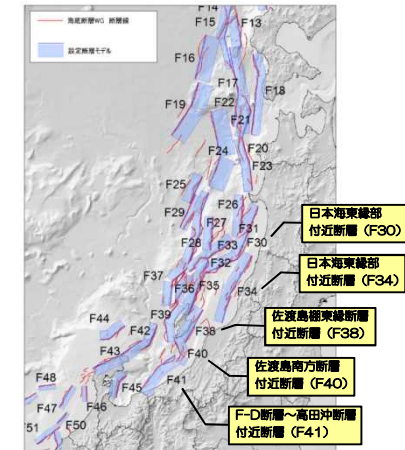 F14
F15
F13
海底断層WG 断層線
設定断層モデル
F16
F17
F18
F19
F22
F21
F20
F24
F23
F25
F26
F29
F27
F31
F30
日本海東縁部
付近断層（F30）
F28
F33
F32
F37
F36
F35
F34
日本海東縁部
付近断層（F34）
F39
F38
佐渡島棚東縁断層
付近断層（F38）
F44
F42
F43
F40
佐渡島南方断層
付近断層（F40）
F48
F47
F46
F45
F41
F-D断層～高田沖断層
付近断層（F41）
F51
F50